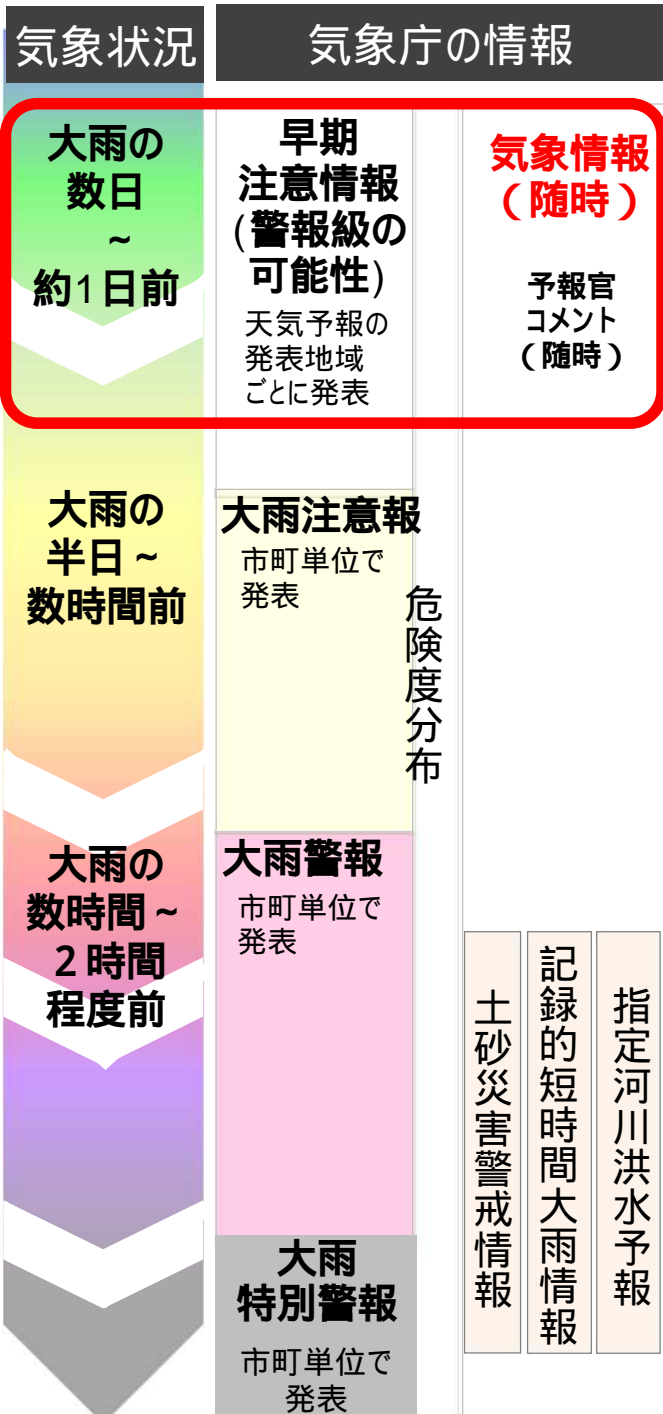 気象状況
気象庁の情報
大雨の
数日
~
約1日前
早期
注意情報
(警報級の
可能性)
天気予報の
発表地域
ごとに発表
気象情報
(随時)
予報官
コメント
(随時)
大雨の
半日~
数時間前
大雨注意報
市町単位で
発表
危険度分布
大雨の
数時間~
2時間
程度前
大雨警報
市町単位で
発表
土砂災害警戒情報
記録的短時間大雨情報
指定河川洪水予報
大雨
特別警報
市町単位で
発表